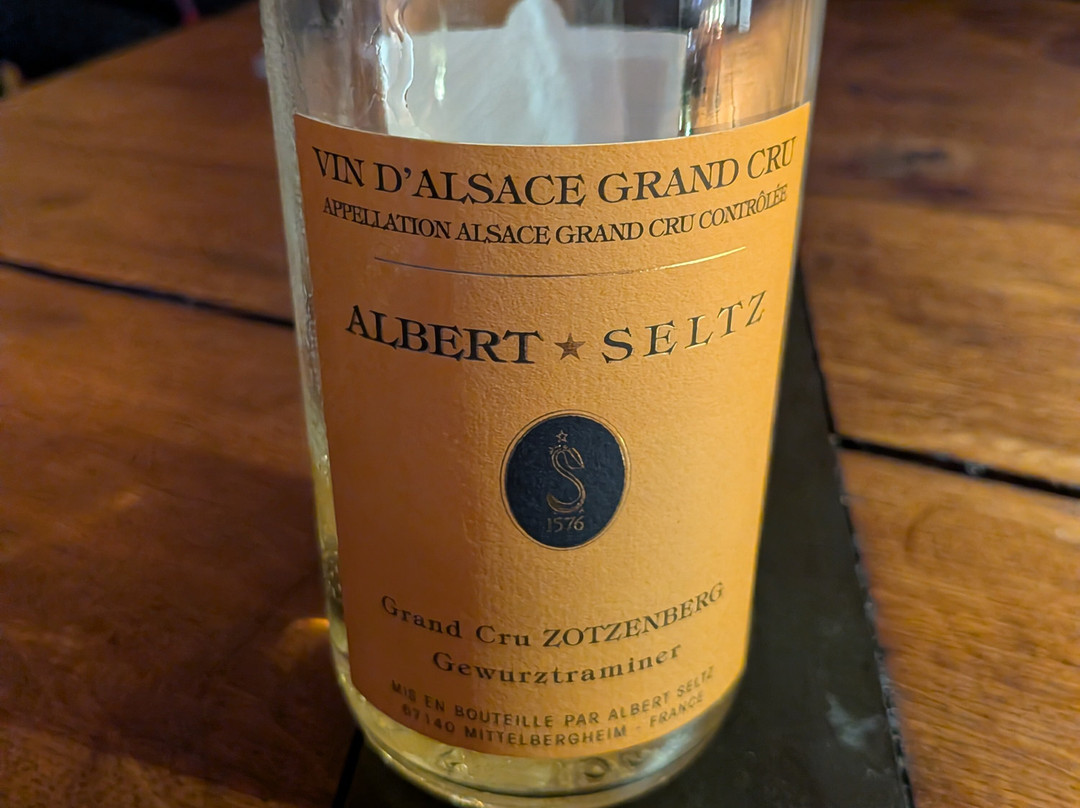 VIN D'ALSACE GRAND CRU
APPELLATION ALSACE GRAND CRU CONTRÔLÉE
ALBERT ★ SELTZ
S
1576
Grand Cru ZOTZENBERG
Gewurztraminer
MIS EN BOUTEILLE PAR ALBERT SELTZ
67140 MITTELBERGHEIM - FRANCE